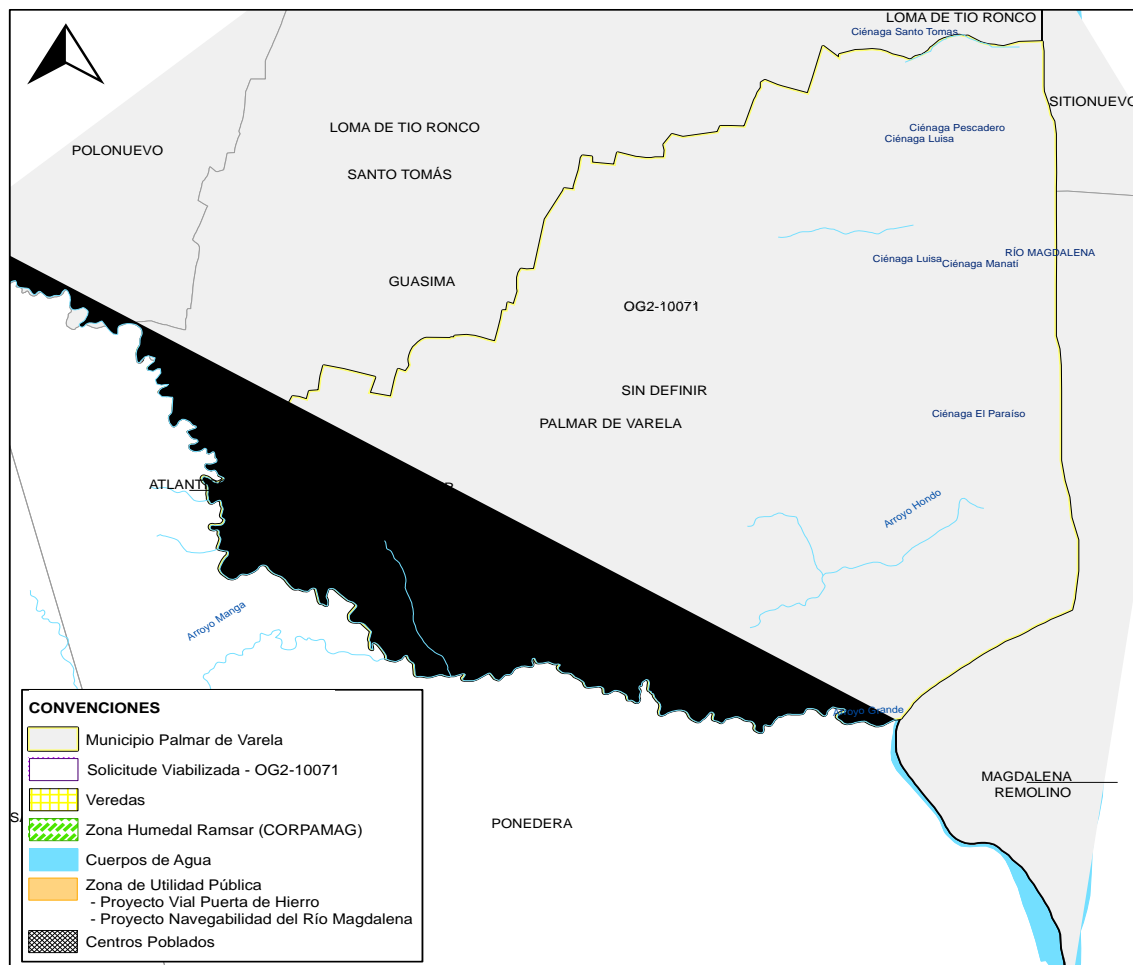 LOMA DE TIO RONCO
Ciénaga Santo Tomas
SITIONUEVO
LOMA DE TIO RONCO
Ciénaga Pescadero
Ciénaga Luisa
POLONUEVO
SANTO TOMÁS
RÍO MAGDALENA
Ciénaga Luisa
Ciénaga Manatí
GUASIMA
OG2-10071
SIN DEFINIR
Ciénaga El Paraíso
PALMAR DE VARELA
Arroyo Hondo
Arroyo Manga
Arroyo Grande
MAGDALENA
REMOLINO
PONEDERA
CONVENCIONES
Municipio Palmar de Varela
Solicitude Viabilizada - OG2-10071
Veredas
Zona Humedal Ramsar (CORPAMAG)
Cuerpos de Agua
Zona de Utilidad Pública
- Proyecto Vial Puerta de Hierro
- Proyecto Navegabilidad del Río Magdalena
Centros Poblados